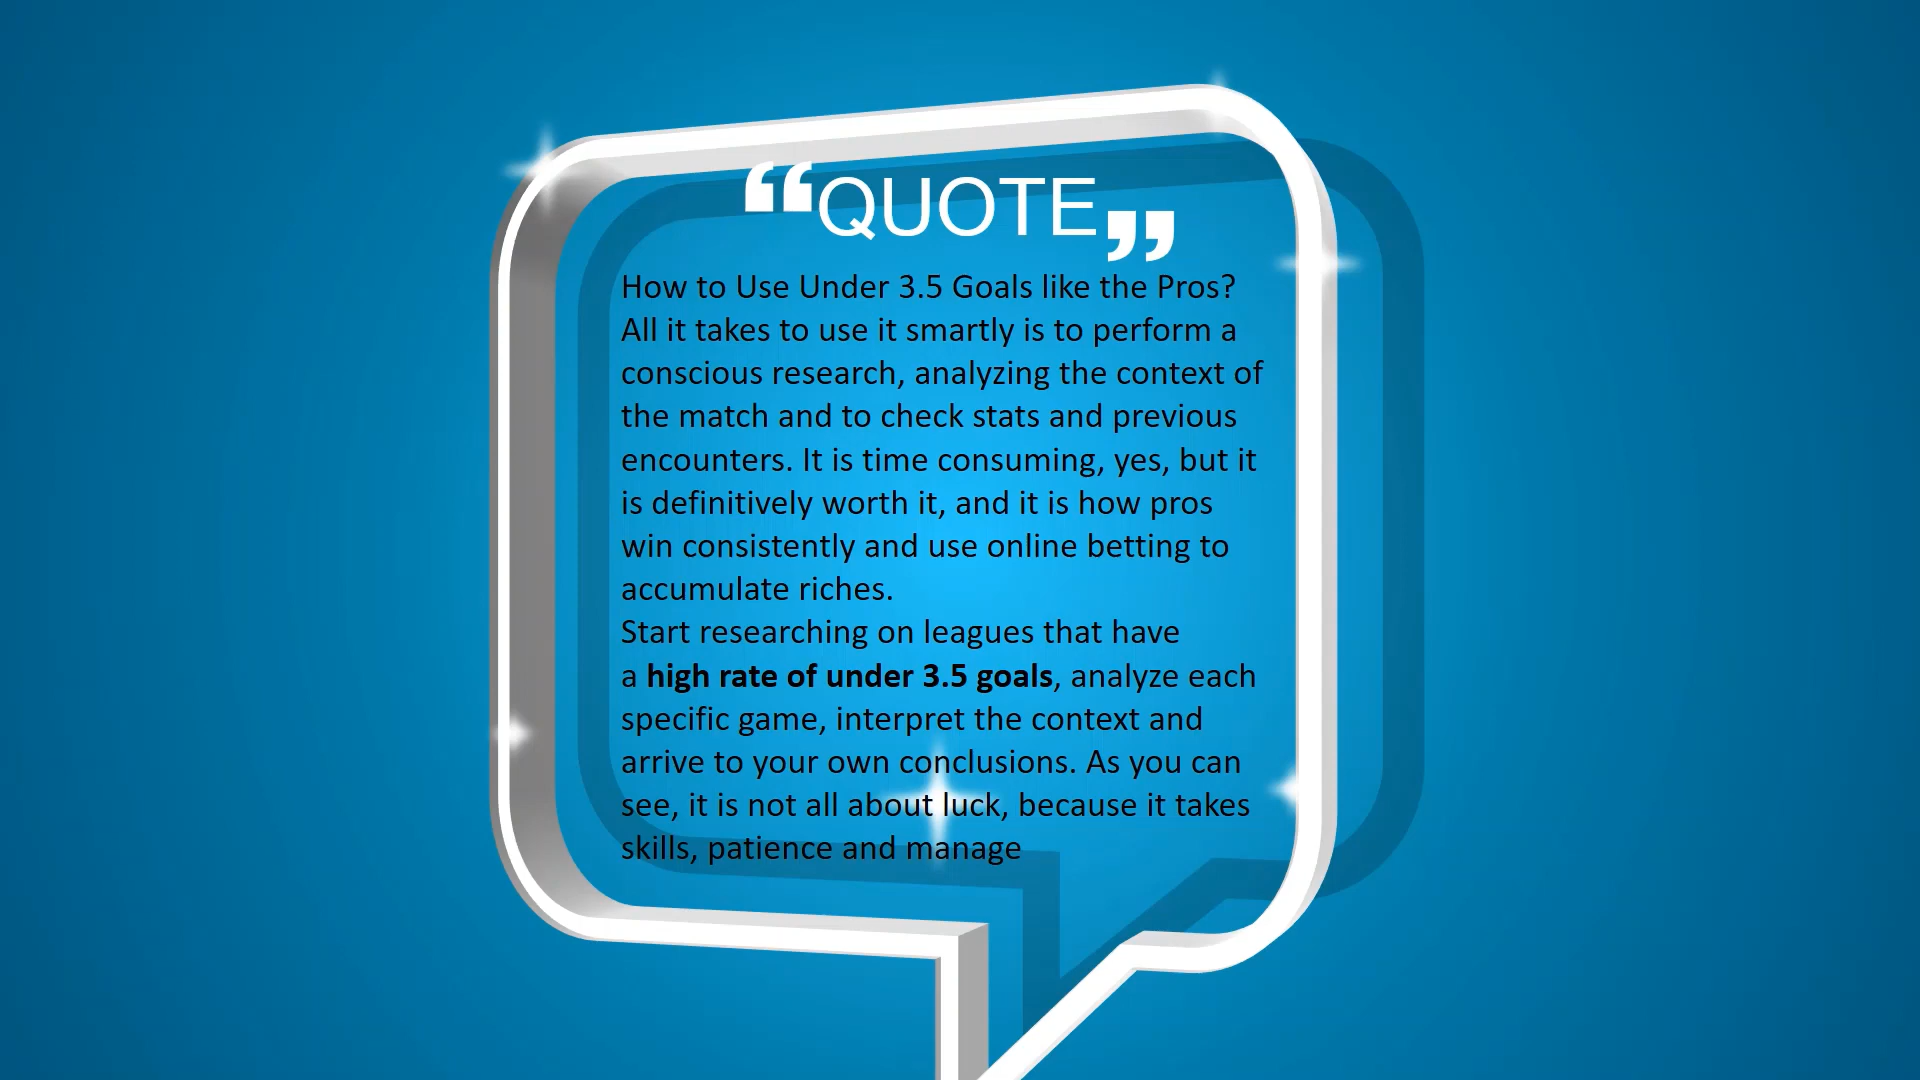 “QUOTE”
How to Use Under 3.5 Goals like the Pros?
All it takes to use it smartly is to perform a
conscious research, analyzing the context of
the match and to check stats and previous
encounters. It is time consuming, yes, but it
is definitively worth it, and it is how pros
win consistently and use online betting to
accumulate riches.
Start researching on leagues that have
a high rate of under 3.5 goals, analyze each
specific game, interpret the context and
arrive to your own conclusions. As you can
see, it is not all about luck, because it takes
skills, patience and manage